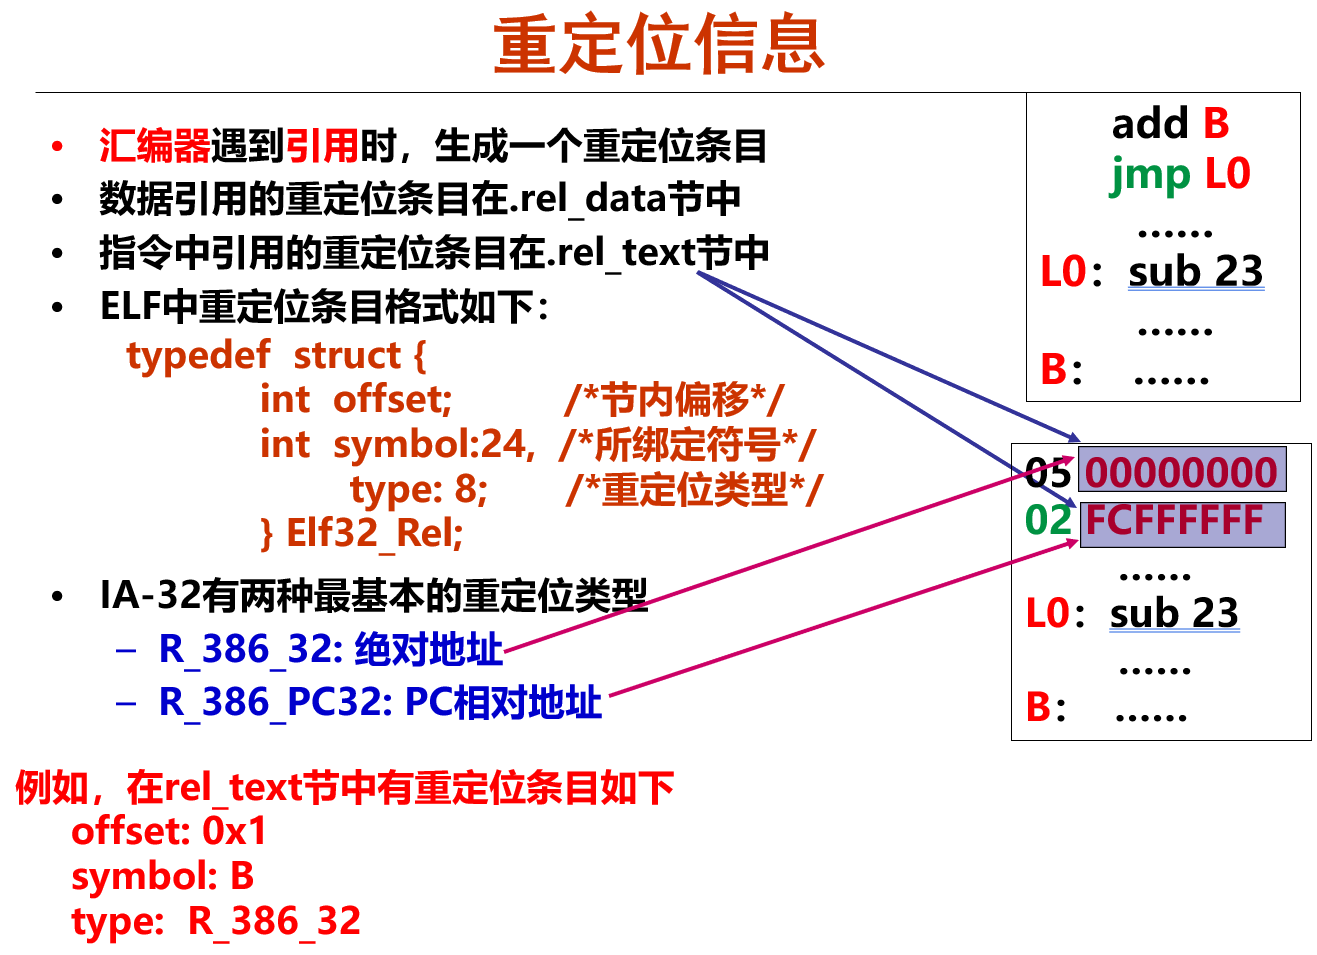 重定位信息
• 汇编器遇到引用时，生成一个重定位条目
• 数据引用的重定位条目在.rel_data节中
• 指令中引用的重定位条目在.rel_text节中
• ELF中重定位条目格式如下：
typedef struct {
int offset; /*节内偏移*/
int symbol:24, /*所绑定符号*/
type: 8; /*重定位类型*/
} Elf32_Rel;
• IA-32有两种最基本的重定位类型
– R_386_32: 绝对地址
– R_386_PC32: PC相对地址
例如，在rel_text节中有重定位条目如下
offset: 0x1
symbol: B
type: R_386_32
add B
jmp L0
……
L0：sub 23
……
B： ……
05 00000000
02 FCFFFFFF
……
L0：sub 23
……
B： ……